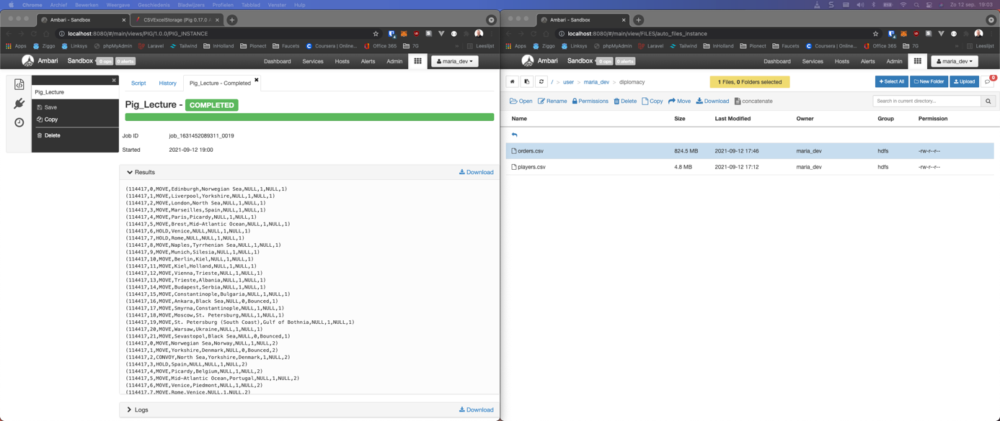 Chrome Archief Bewerken Weergave Geschiedenis Bladwijzers Profielen Tabblad Venster Hulp
Zo 12 sep. 19:03
Ambari - Sandbox
CSVExcelStorage (Pig 0.17.0 A
localhost:8080/#/main/views/PIG/1.0.0/PIG_INSTANCE
Apps Ziggo Linksys phpMyAdmin Laravel Tailwind InHolland Pionect Faucets Coursera | Online... Office 365 7G » Leeslijst
Ambari Sandbox 0 ops 0 alerts Dashboard Services Hosts Alerts Admin maria_dev
Pig_Lecture
Save
Copy
Delete
Script History Pig_Lecture - Completed
Pig_Lecture - COMPLETED
Job ID job_1631452089311_0019
Started 2021-09-12 19:00
Results Download
(114417,0,MOVE,Edinburgh,Norwegian Sea,NULL,1,NULL,1)
(114417,1,MOVE,Liverpool,Yorkshire,NULL,1,NULL,1)
(114417,2,MOVE,London,North Sea,NULL,1,NULL,1)
(114417,3,MOVE,Marseilles,Spain,NULL,1,NULL,1)
(114417,4,MOVE,Paris,Picardy,NULL,1,NULL,1)
(114417,5,MOVE,Brest,Mid-Atlantic Ocean,NULL,1,NULL,1)
(114417,6,HOLD,Venice,NULL,NULL,1,NULL,1)
(114417,7,HOLD,Rome,NULL,NULL,1,NULL,1)
(114417,8,MOVE,Naples,Tyrrhenian Sea,NULL,1,NULL,1)
(114417,9,MOVE,Munich,Silesia,NULL,1,NULL,1)
(114417,10,MOVE,Berlin,Kiel,NULL,1,NULL,1)
(114417,11,MOVE,Kiel,Holland,NULL,1,NULL,1)
(114417,12,MOVE,Vienna,Trieste,NULL,1,NULL,1)
(114417,13,MOVE,Trieste,Albania,NULL,1,NULL,1)
(114417,14,MOVE,Budapest,Serbia,NULL,1,NULL,1)
(114417,15,MOVE,Constantinople,Bulgaria,NULL,1,NULL,1)
(114417,16,MOVE,Ankara,Black Sea,NULL,0,Bounced,1)
(114417,17,MOVE,Smyrna,Constantinople,NULL,1,NULL,1)
(114417,18,MOVE,Moscow,St. Petersburg,NULL,1,NULL,1)
(114417,19,MOVE,St. Petersburg (South Coast),Gulf of Bothnia,NULL,1,NULL,1)
(114417,20,MOVE,Warsaw,Ukraine,NULL,1,NULL,1)
(114417,21,MOVE,Sevastopol,Black Sea,NULL,0,Bounced,1)
(114417,0,MOVE,Norwegian Sea,Norway,NULL,1,NULL,2)
(114417,1,MOVE,Yorkshire,Denmark,NULL,0,Bounced,2)
(114417,2,CONVOY,North Sea,Yorkshire,Denmark,1,NULL,2)
(114417,3,HOLD,Spain,NULL,NULL,1,NULL,2)
(114417,4,MOVE,Picardy,Belgium,NULL,1,NULL,2)
(114417,5,MOVE,Mid-Atlantic Ocean,Portugal,NULL,1,NULL,2)
(114417,6,MOVE,Venice,Piedmont,NULL,1,NULL,2)
(114417,7,MOVE,Rome,Venice,NULL,1,NULL,2)
Logs Download
Ambari - Sandbox
localhost:8080/#/main/view/FILES/auto_files_instance
Apps Ziggo Linksys phpMyAdmin Laravel Tailwind InHolland Pionect Faucets Coursera | Online... Office 365 7G » Leeslijst
Ambari Sandbox 0 ops 0 alerts Dashboard Services Hosts Alerts Admin maria_dev
/ > user > maria_dev > diplomacy
1 Files, 0 Folders selected
Select All New Folder Upload 0
Open Rename Permissions Delete Copy Move Download concatenate Search in current directory...
Name Size Last Modified Owner Group Permission
orders.csv 824.5 MB 2021-09-12 17:46 maria_dev hdfs -rw-r--r--
players.csv 4.8 MB 2021-09-12 17:12 maria_dev hdfs -rw-r--r--